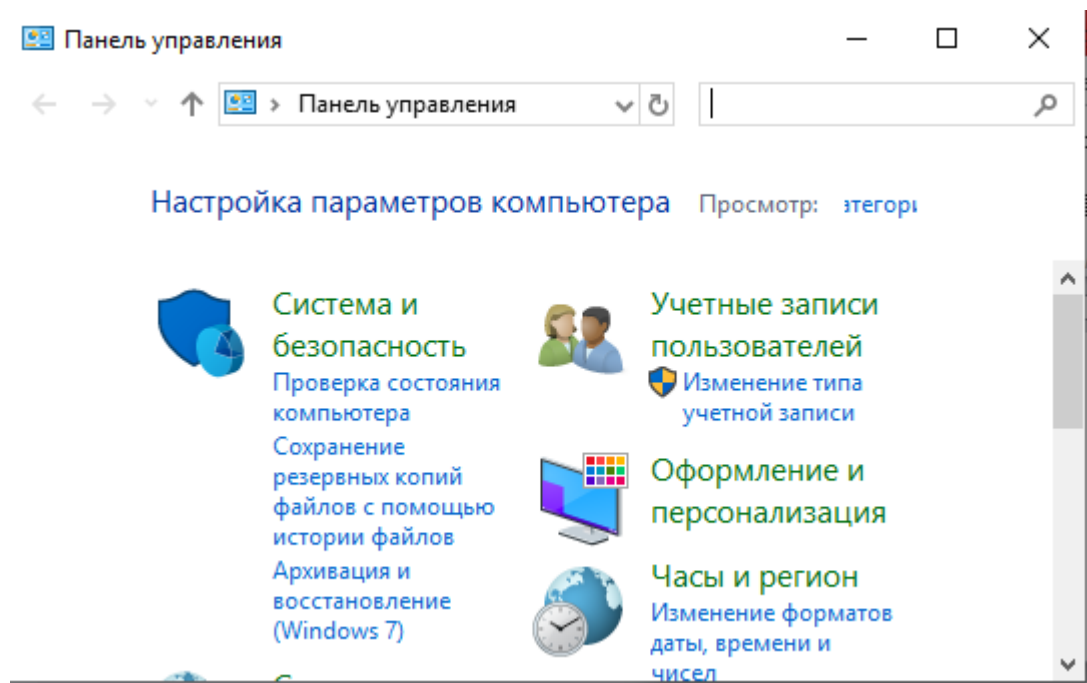 Панель управления
Панель управления
Настройка параметров компьютера Просмотр:
Система и
безопасность
Проверка состояния
компьютера
Сохранение
резервных копий
файлов с помощью
истории файлов
Архивация и
восстановление
(Windows 7)
Учетные записи
пользователей
Изменение типа
учетной записи
Оформление и
персонализация
Часы и регион
Изменение форматов
даты, времени и
чисел